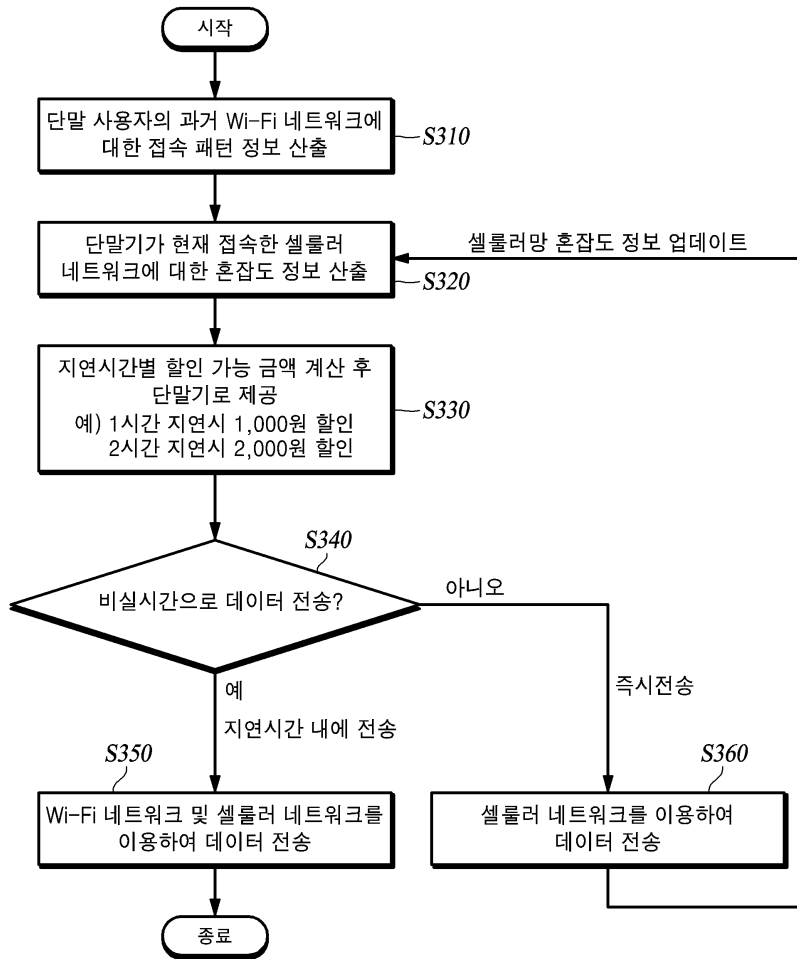 시작
단말 사용자의 과거 Wi-Fi 네트워크에
대한 접속 패턴 정보 산출
S310
단말기가 현재 접속한 셀룰러
네트워크에 대한 혼잡도 정보 산출
S320
셀룰러망 혼잡도 정보 업데이트
지연시간별 할인 가능 금액 계산 후
단말기로 제공
예) 1시간 지연시 1,000원 할인
2시간 지연시 2,000원 할인
S330
S340
비실시간으로 데이터 전송?
아니오
예
지연시간 내에 전송
즉시전송
S350
Wi-Fi 네트워크 및 셀룰러 네트워크를
이용하여 데이터 전송
S360
셀룰러 네트워크를 이용하여
데이터 전송
종료